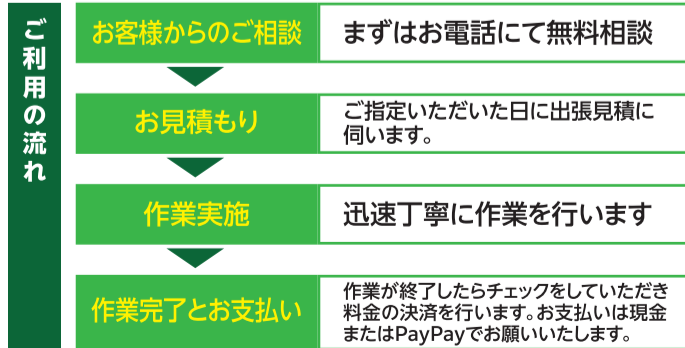 ご利用の流れ
お客様からのご相談
まずはお電話にて無料相談
お見積もり
ご指定いただいた日に出張見積に
伺います。
作業実施
迅速丁寧に作業を行います
作業完了とお支払い
作業が終了したらチェックをしていただき
料金の決済を行います。お支払いは現金
またはPayPayでお願いいたします。